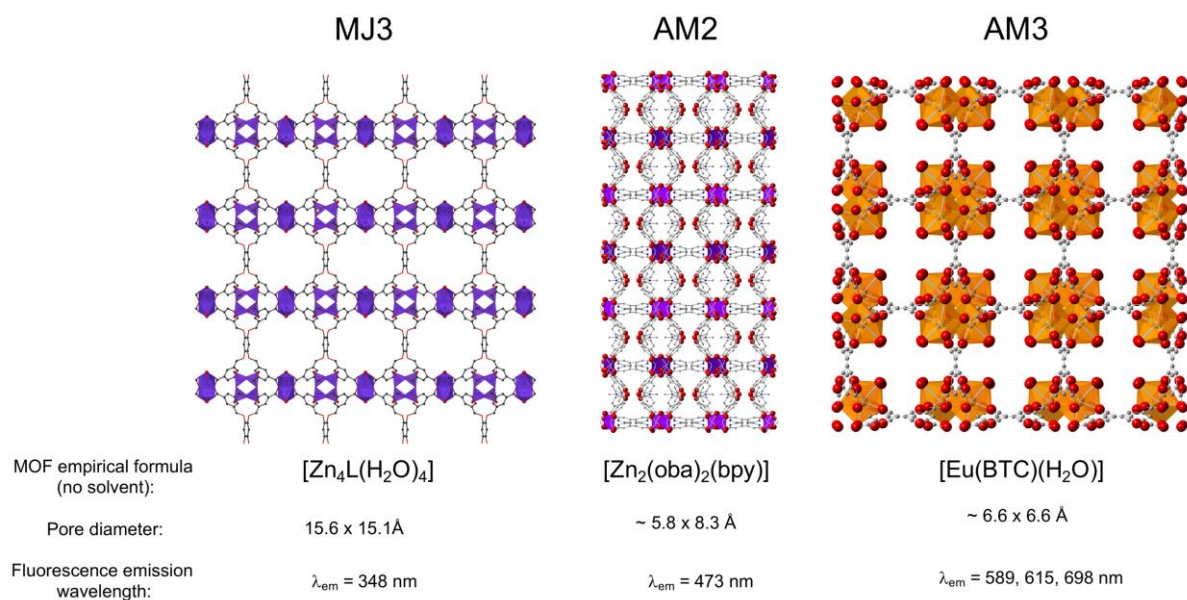 MJ3 AM2 AM3
MOF empirical formula
(no solvent):
[Zn₄L(H₂O)₄] [Zn₂(oba)₂(bpy)] [Eu(BTC)(H₂O)]
Pore diameter: 15.6 x 15.1Å ~ 5.8 x 8.3 Å ~ 6.6 x 6.6 Å
Fluorescence emission
wavelength:
λem = 348 nm λem = 473 nm λem = 589, 615, 698 nm